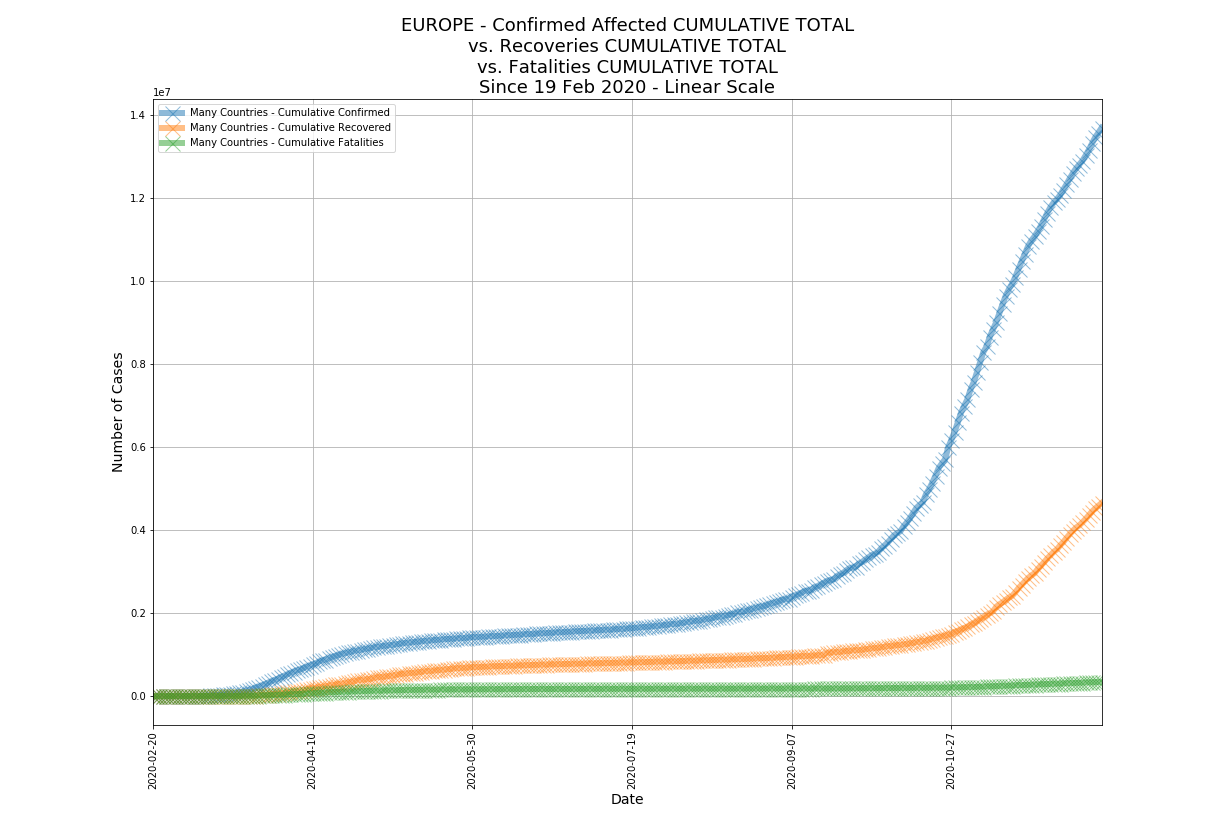 EUROPE - Confirmed Affected CUMULATIVE TOTAL
vs. Recoveries CUMULATIVE TOTAL
vs. Fatalities CUMULATIVE TOTAL
Since 19 Feb 2020 - Linear Scale
1e7
Many Countries - Cumulative Confirmed
Many Countries - Cumulative Recovered
Many Countries - Cumulative Fatalities
1.4
1.2
1.0
0.8
0.6
0.4
0.2
0.0
Number of Cases
2020-02-20
2020-04-10
2020-05-30
2020-07-19
2020-09-07
2020-10-27
Date